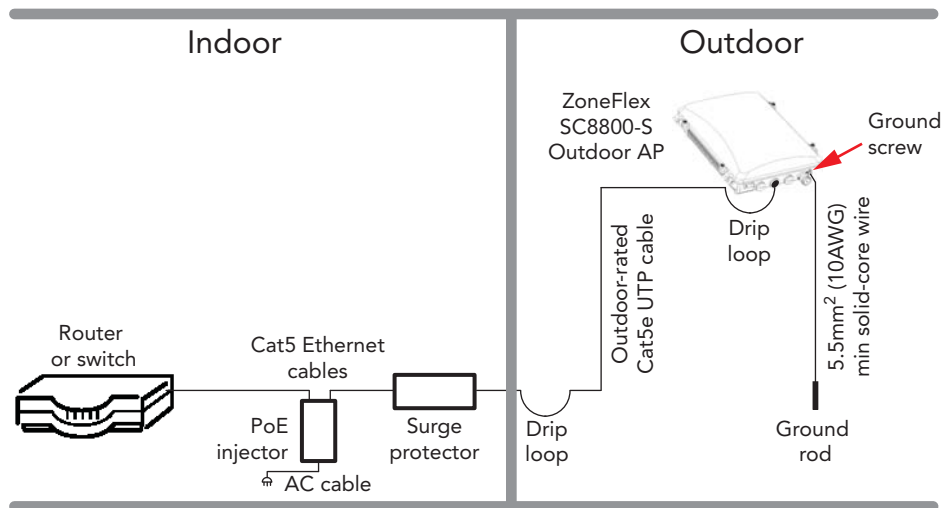 Indoor
Outdoor
ZoneFlex
SC8800-S
Outdoor AP
Ground
screw
Drip
loop
Outdoor-rated
Cat5e UTP cable
5.5mm² (10AWG)
min solid-core wire
Router
or switch
Cat5 Ethernet
cables
PoE
injector
AC cable
Surge
protector
Drip
loop
Ground
rod